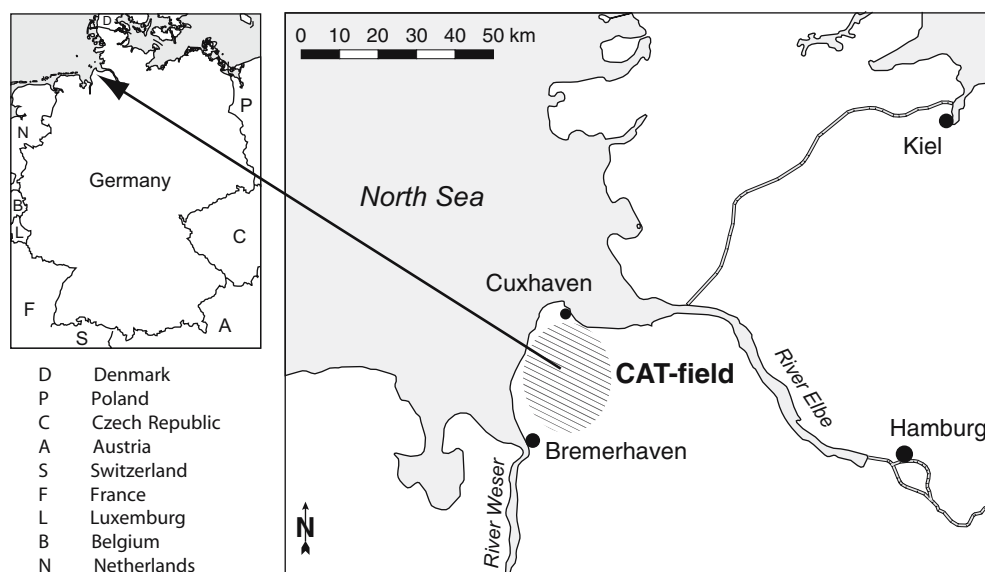 D
P
N
Germany
B
L
C
F
A
S
D Denmark
P Poland
C Czech Republic
A Austria
S Switzerland
F France
L Luxemburg
B Belgium
N Netherlands
0 10 20 30 40 50 km
Kiel
North Sea
Cuxhaven
CAT-field
River Elbe
Hamburg
Bremerhaven
River Weser
N